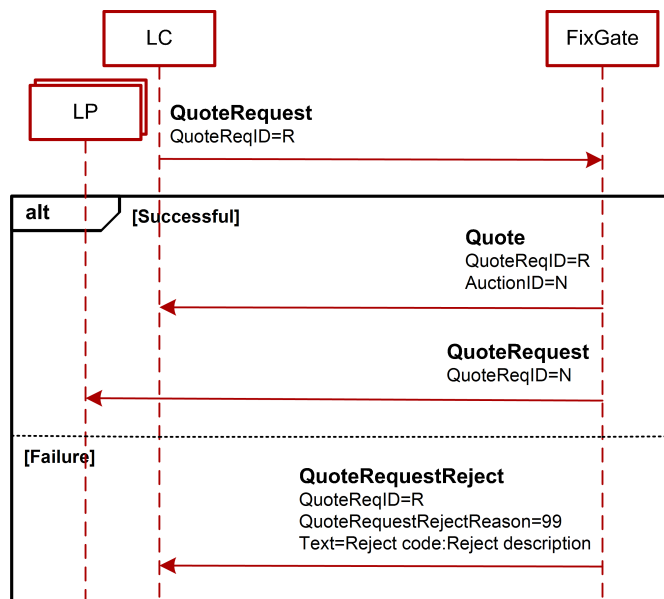 LC
FixGate
LP
QuoteRequest
QuoteReqID=R
alt
[Successful]
Quote
QuoteReqID=R
AuctionID=N
QuoteRequest
QuoteReqID=N
[Failure]
QuoteRequestReject
QuoteReqID=R
QuoteRequestRejectReason=99
Text=Reject code:Reject description